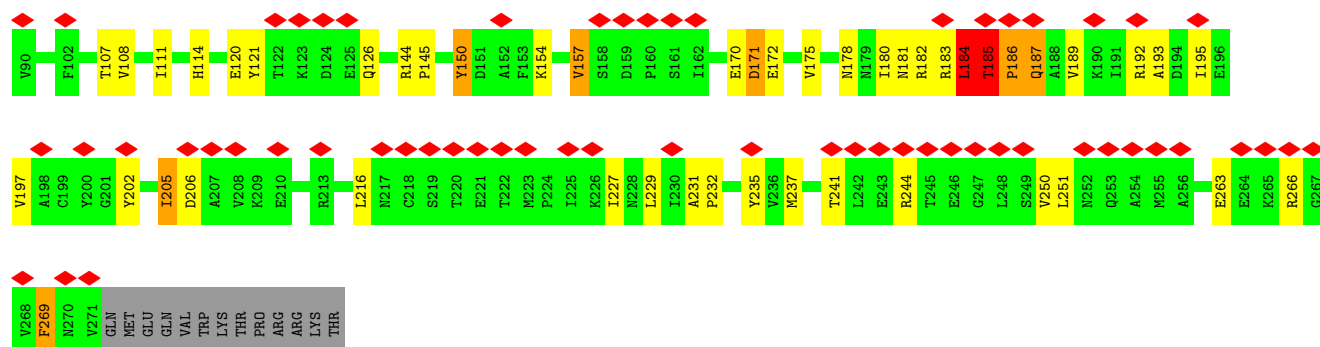 V90 F102 T107 V108 I111 H114 E120 Y121 T122 K123 D124 E125 Q126 R144 P145 Y150 D151 A152 F153 K154 V157 S158 D159 P160 S161 I162 E170 D171 E172 V175 N178 N179 I180 N181 R182 R183 L184 T185 P186 Q187 A188 V189 K190 I191 R192 A193 D194 I195 E196
V197 A198 C199 Y200 G201 Y202 I205 D206 A207 V208 K209 E210 R213 L216 N217 C218 S219 T220 E221 T222 M223 P224 I225 K226 I227 N228 L229 I230 A231 P232 Y235 V236 M237 T241 L242 E243 R244 T245 E246 G247 L248 S249 V250 L251 N252 Q253 A254 M255 A256 E263 E264 K265 R266 G267
V268 F269 N270 V271 GLN MET GLU GLN VAL TRP LYS THR PRO ARG ARG LYS THR